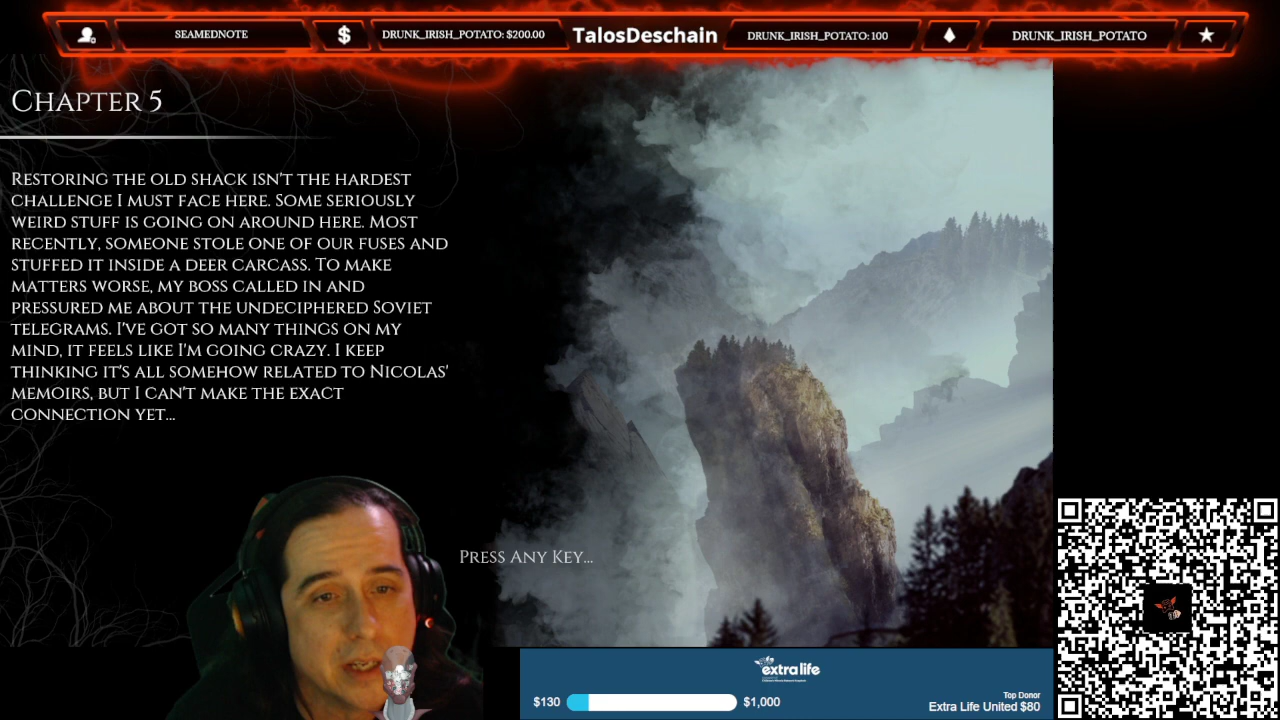 SEAMEDNOTE
$
DRUNK_IRISH_POTATO: $200.00
TalosDeschain
DRUNK_IRISH_POTATO: 100
DRUNK_IRISH_POTATO
Chapter 5
Restoring the old shack isn't the hardest
challenge I must face here. Some seriously
weird stuff is going on around here. Most
recently, someone stole one of our fuses and
stuffed it inside a deer carcass. To make
matters worse, my boss called in and
pressured me about the undeciphered Soviet
telegrams. I've got so many things on my
mind, it feels like I'm going crazy. I keep
thinking it's all somehow related to Nicolas'
memoirs, but I can't make the exact
connection yet...
Press Any Key...
extra life
$130
$1,000
Top Donor
Extra Life United $80